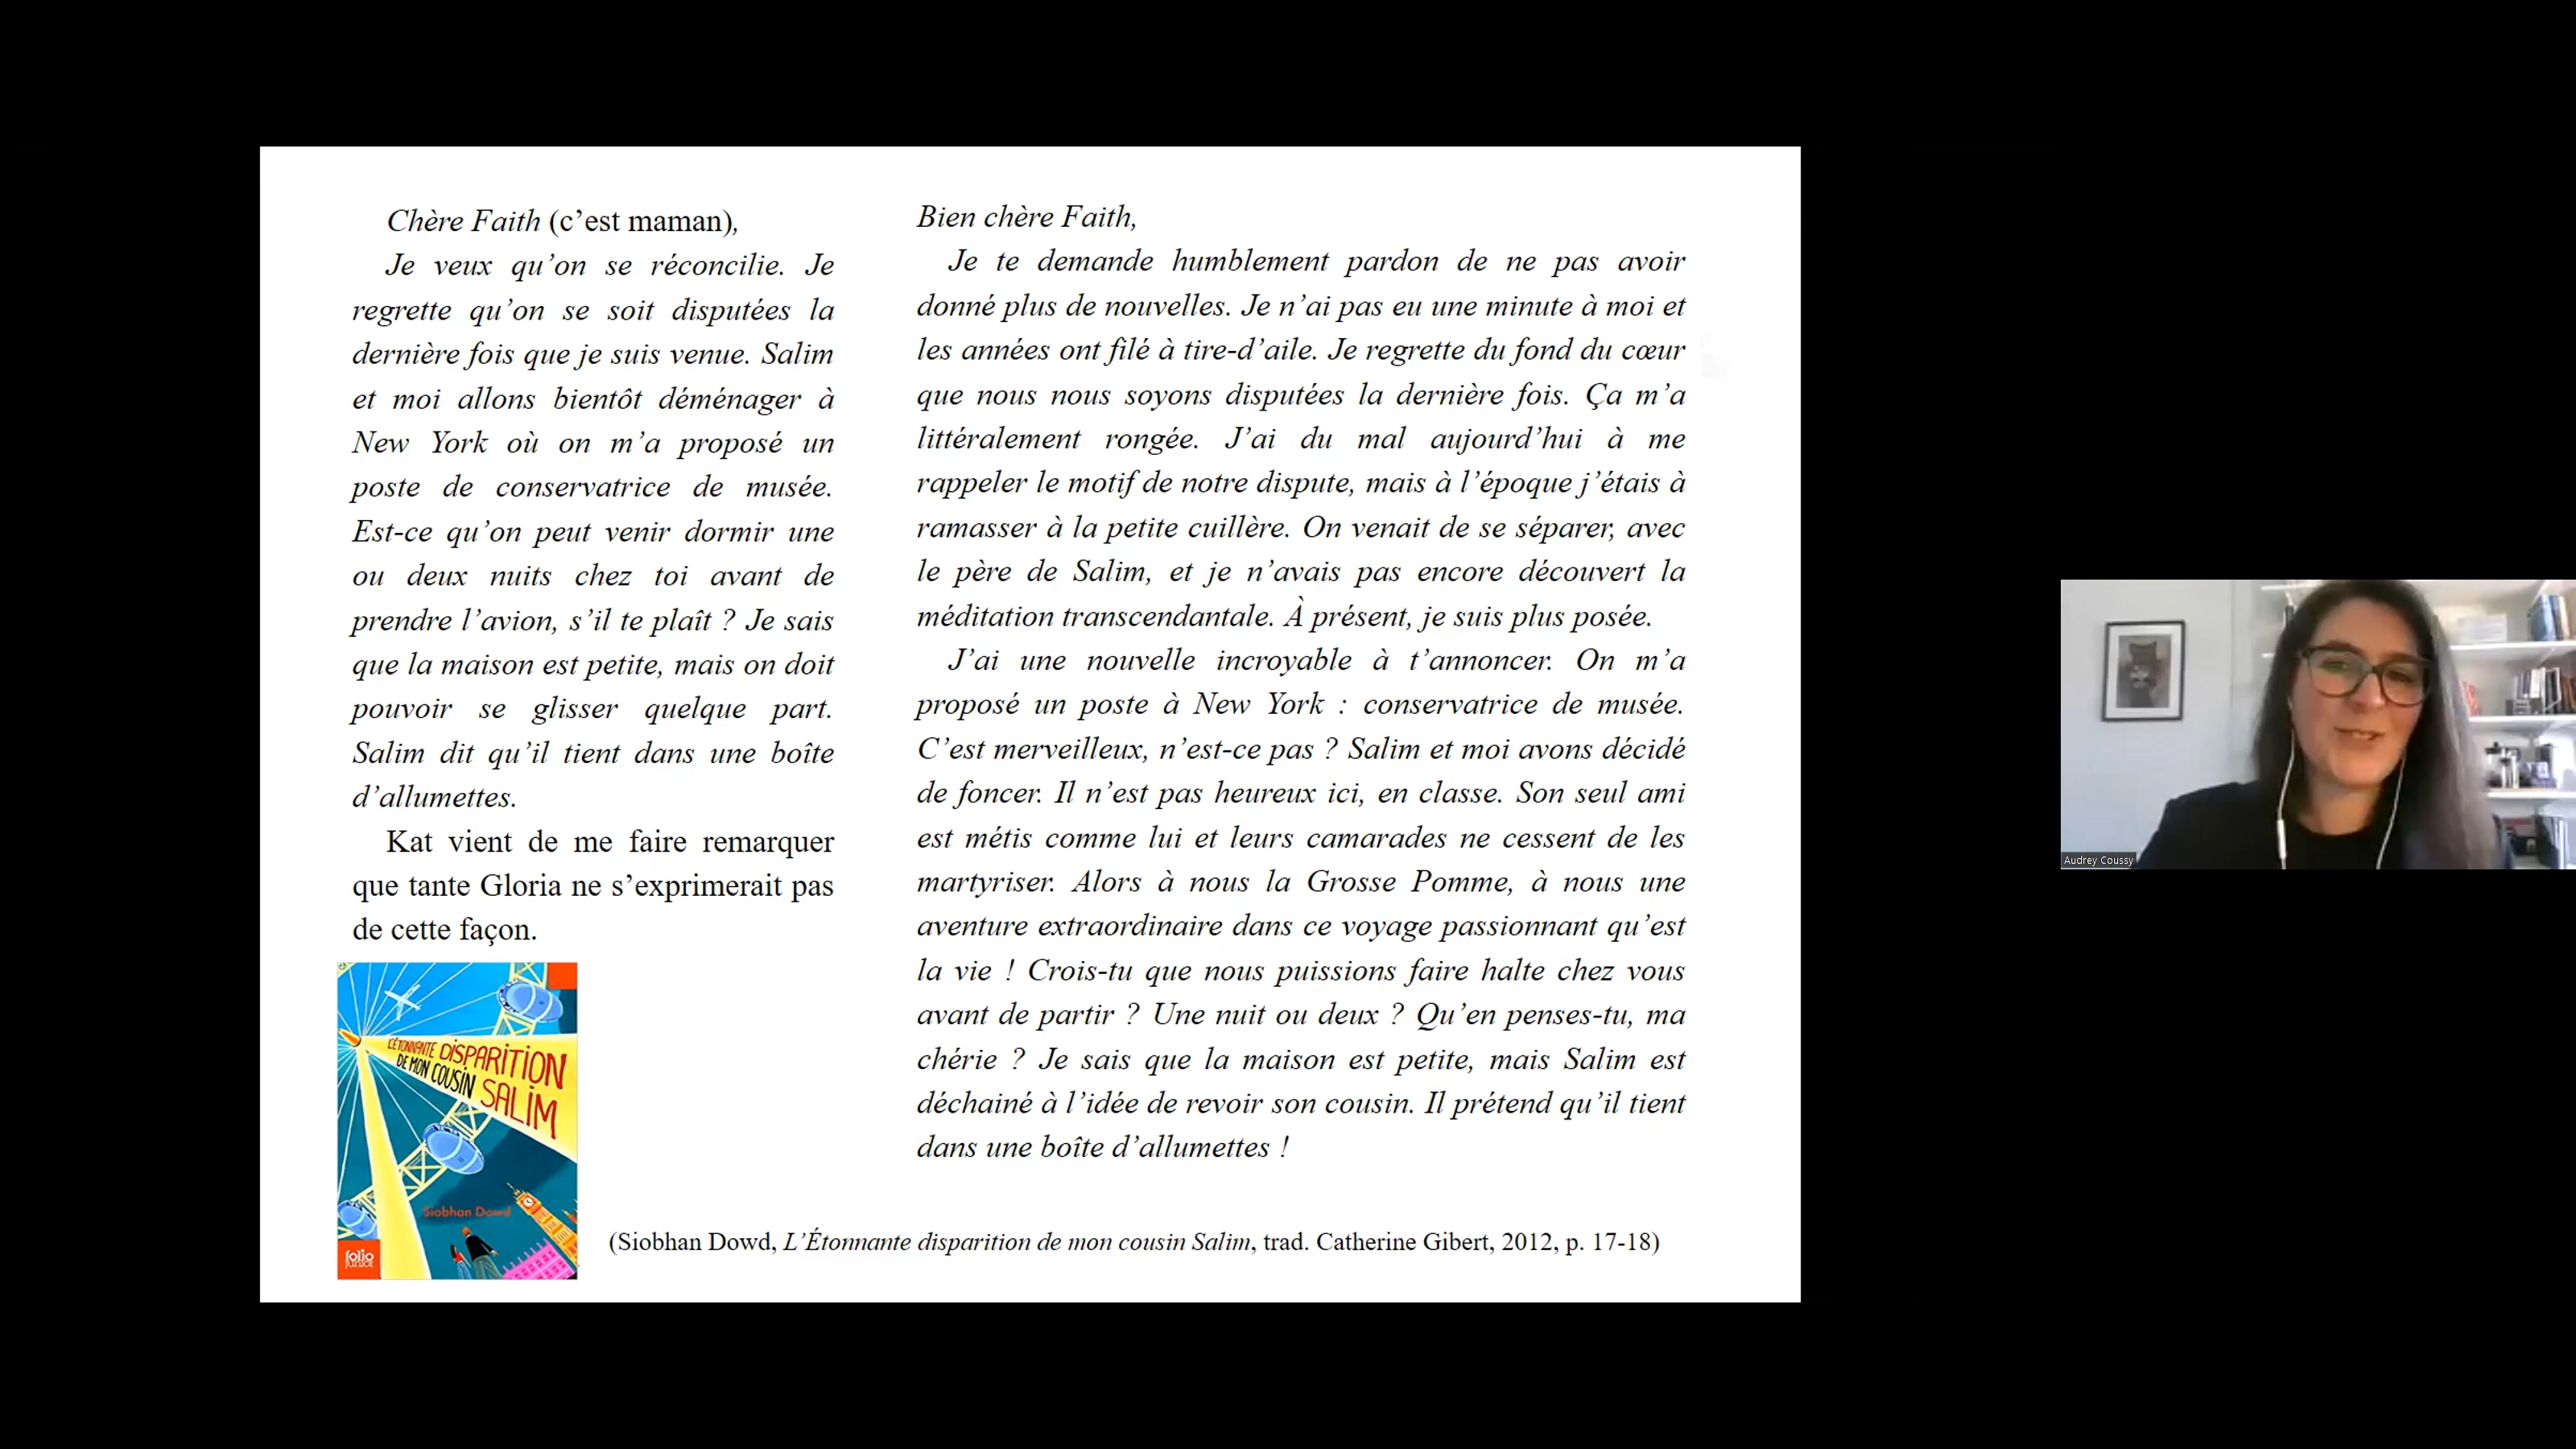 Chère Faith (c’est maman),
Je veux qu’on se réconcilie. Je
regrette qu’on se soit disputées la
dernière fois que je suis venue. Salim
et moi allons bientôt déménager à
New York où on m’a proposé un
poste de conservatrice de musée.
Est-ce qu’on peut venir dormir une
ou deux nuits chez toi avant de
prendre l’avion, s’il te plaît ? Je sais
que la maison est petite, mais on doit
pouvoir se glisser quelque part.
Salim dit qu’il tient dans une boîte
d’allumettes.
Kat vient de me faire remarquer
que tante Gloria ne s’exprimerait pas
de cette façon.
L'ÉTONNANTE DISPARITION
DE MON COUSIN SALIM
Siobhan Dowd
folio
junior
Bien chère Faith,
Je te demande humblement pardon de ne pas avoir
donné plus de nouvelles. Je n’ai pas eu une minute à moi et
les années ont filé à tire-d’aile. Je regrette du fond du cœur
que nous nous soyons disputées la dernière fois. Ça m’a
littéralement rongée. J’ai du mal aujourd’hui à me
rappeler le motif de notre dispute, mais à l’époque j’étais à
ramasser à la petite cuillère. On venait de se séparer, avec
le père de Salim, et je n’avais pas encore découvert la
méditation transcendantale. À présent, je suis plus posée.
J’ai une nouvelle incroyable à t’annoncer. On m’a
proposé un poste à New York : conservatrice de musée.
C’est merveilleux, n’est-ce pas ? Salim et moi avons décidé
de foncer. Il n’est pas heureux ici, en classe. Son seul ami
est métis comme lui et leurs camarades ne cessent de les
martyriser. Alors à nous la Grosse Pomme, à nous une
aventure extraordinaire dans ce voyage passionnant qu’est
la vie ! Crois-tu que nous puissions faire halte chez vous
avant de partir ? Une nuit ou deux ? Qu’en penses-tu, ma
chérie ? Je sais que la maison est petite, mais Salim est
déchainé à l’idée de revoir son cousin. Il prétend qu’il tient
dans une boîte d’allumettes !
(Siobhan Dowd, L’Étonnante disparition de mon cousin Salim, trad. Catherine Gibert, 2012, p. 17-18)
Audrey Coussy